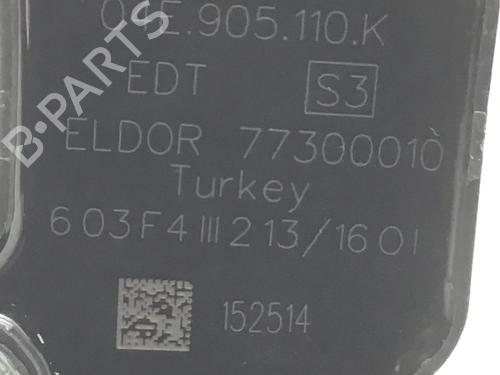 04E.905.110.K
EDT S3
ELDOR 77300010
Turkey
603F4III213/1601
152514
B-PARTS